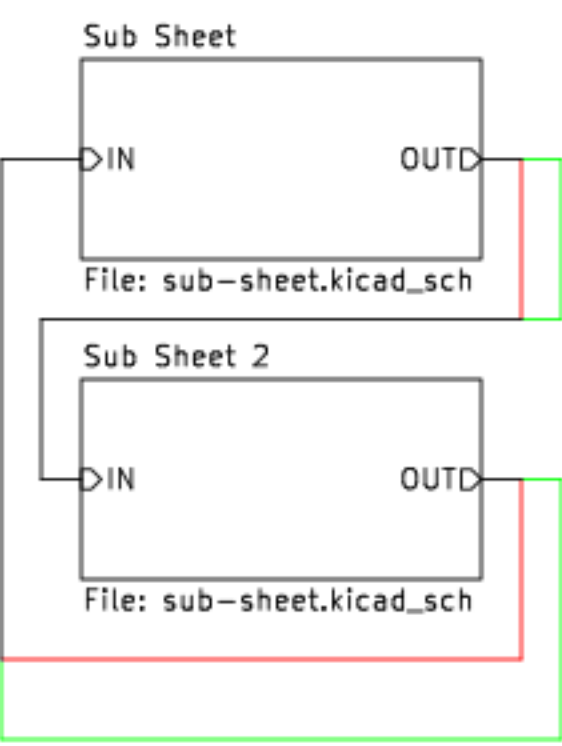 Sub Sheet
IN OUT
File: sub-sheet.kicad_sch
Sub Sheet 2
IN OUT
File: sub-sheet.kicad_sch